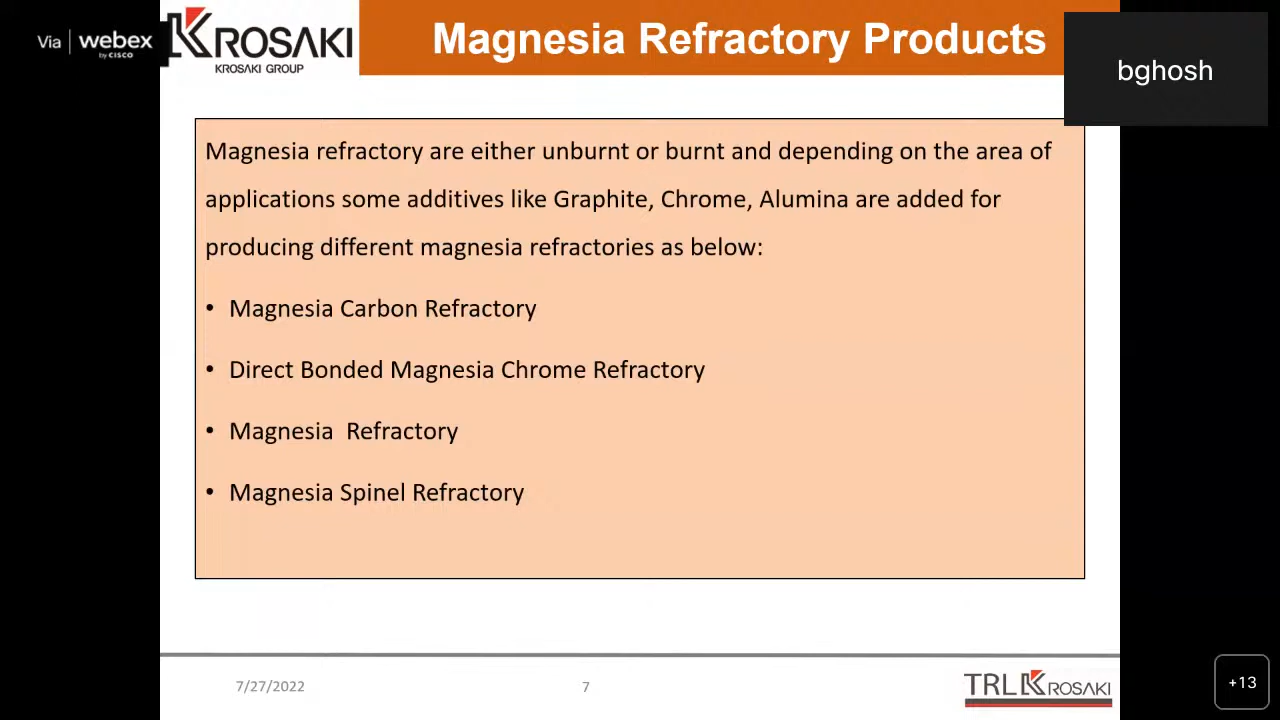 Via | webex
by CISCO
KROSAKI
KROSAKI GROUP
Magnesia Refractory Products
bghosh
Magnesia refractory are either unburnt or burnt and depending on the area of
applications some additives like Graphite, Chrome, Alumina are added for
producing different magnesia refractories as below:
• Magnesia Carbon Refractory
• Direct Bonded Magnesia Chrome Refractory
• Magnesia  Refractory
• Magnesia Spinel Refractory
7/27/2022
7
TRL KROSAKI
+13